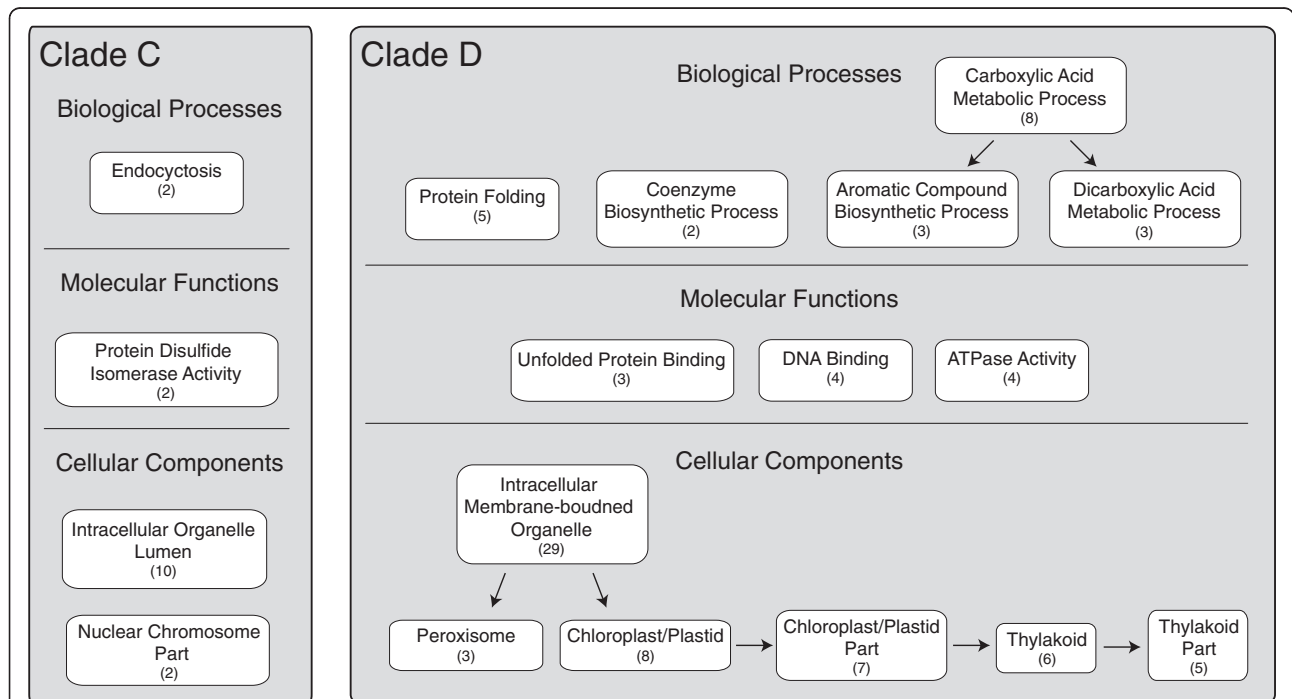 Clade C
Biological Processes
Endocyctosis
(2)
Molecular Functions
Protein Disulfide
Isomerase Activity
(2)
Cellular Components
Intracellular Organelle
Lumen
(10)
Nuclear Chromosome
Part
(2)
Clade D
Biological Processes
Carboxylic Acid
Metabolic Process
(8)
Protein Folding
(5)
Coenzyme
Biosynthetic Process
(2)
Aromatic Compound
Biosynthetic Process
(3)
Dicarboxylic Acid
Metabolic Process
(3)
Molecular Functions
Unfolded Protein Binding
(3)
DNA Binding
(4)
ATPase Activity
(4)
Cellular Components
Intracellular
Membrane-boudned
Organelle
(29)
Peroxisome
(3)
Chloroplast/Plastid
(8)
Chloroplast/Plastid
Part
(7)
Thylakoid
(6)
Thylakoid
Part
(5)